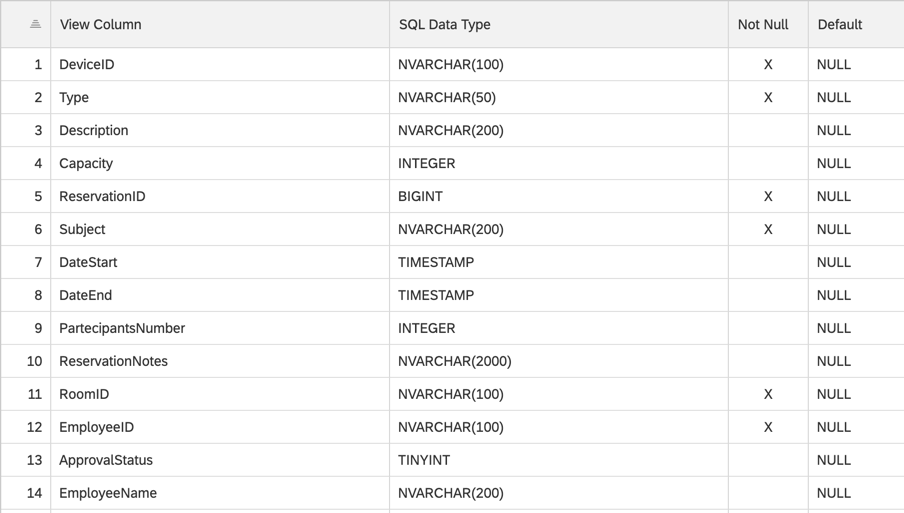 View Column SQL Data Type Not Null Default
1 DeviceID NVARCHAR(100) X NULL
2 Type NVARCHAR(50) X NULL
3 Description NVARCHAR(200) NULL
4 Capacity INTEGER NULL
5 ReservationID BIGINT X NULL
6 Subject NVARCHAR(200) X NULL
7 DateStart TIMESTAMP NULL
8 DateEnd TIMESTAMP NULL
9 PartecipantsNumber INTEGER NULL
10 ReservationNotes NVARCHAR(2000) NULL
11 RoomID NVARCHAR(100) X NULL
12 EmployeeID NVARCHAR(100) X NULL
13 ApprovalStatus TINYINT NULL
14 EmployeeName NVARCHAR(200) NULL